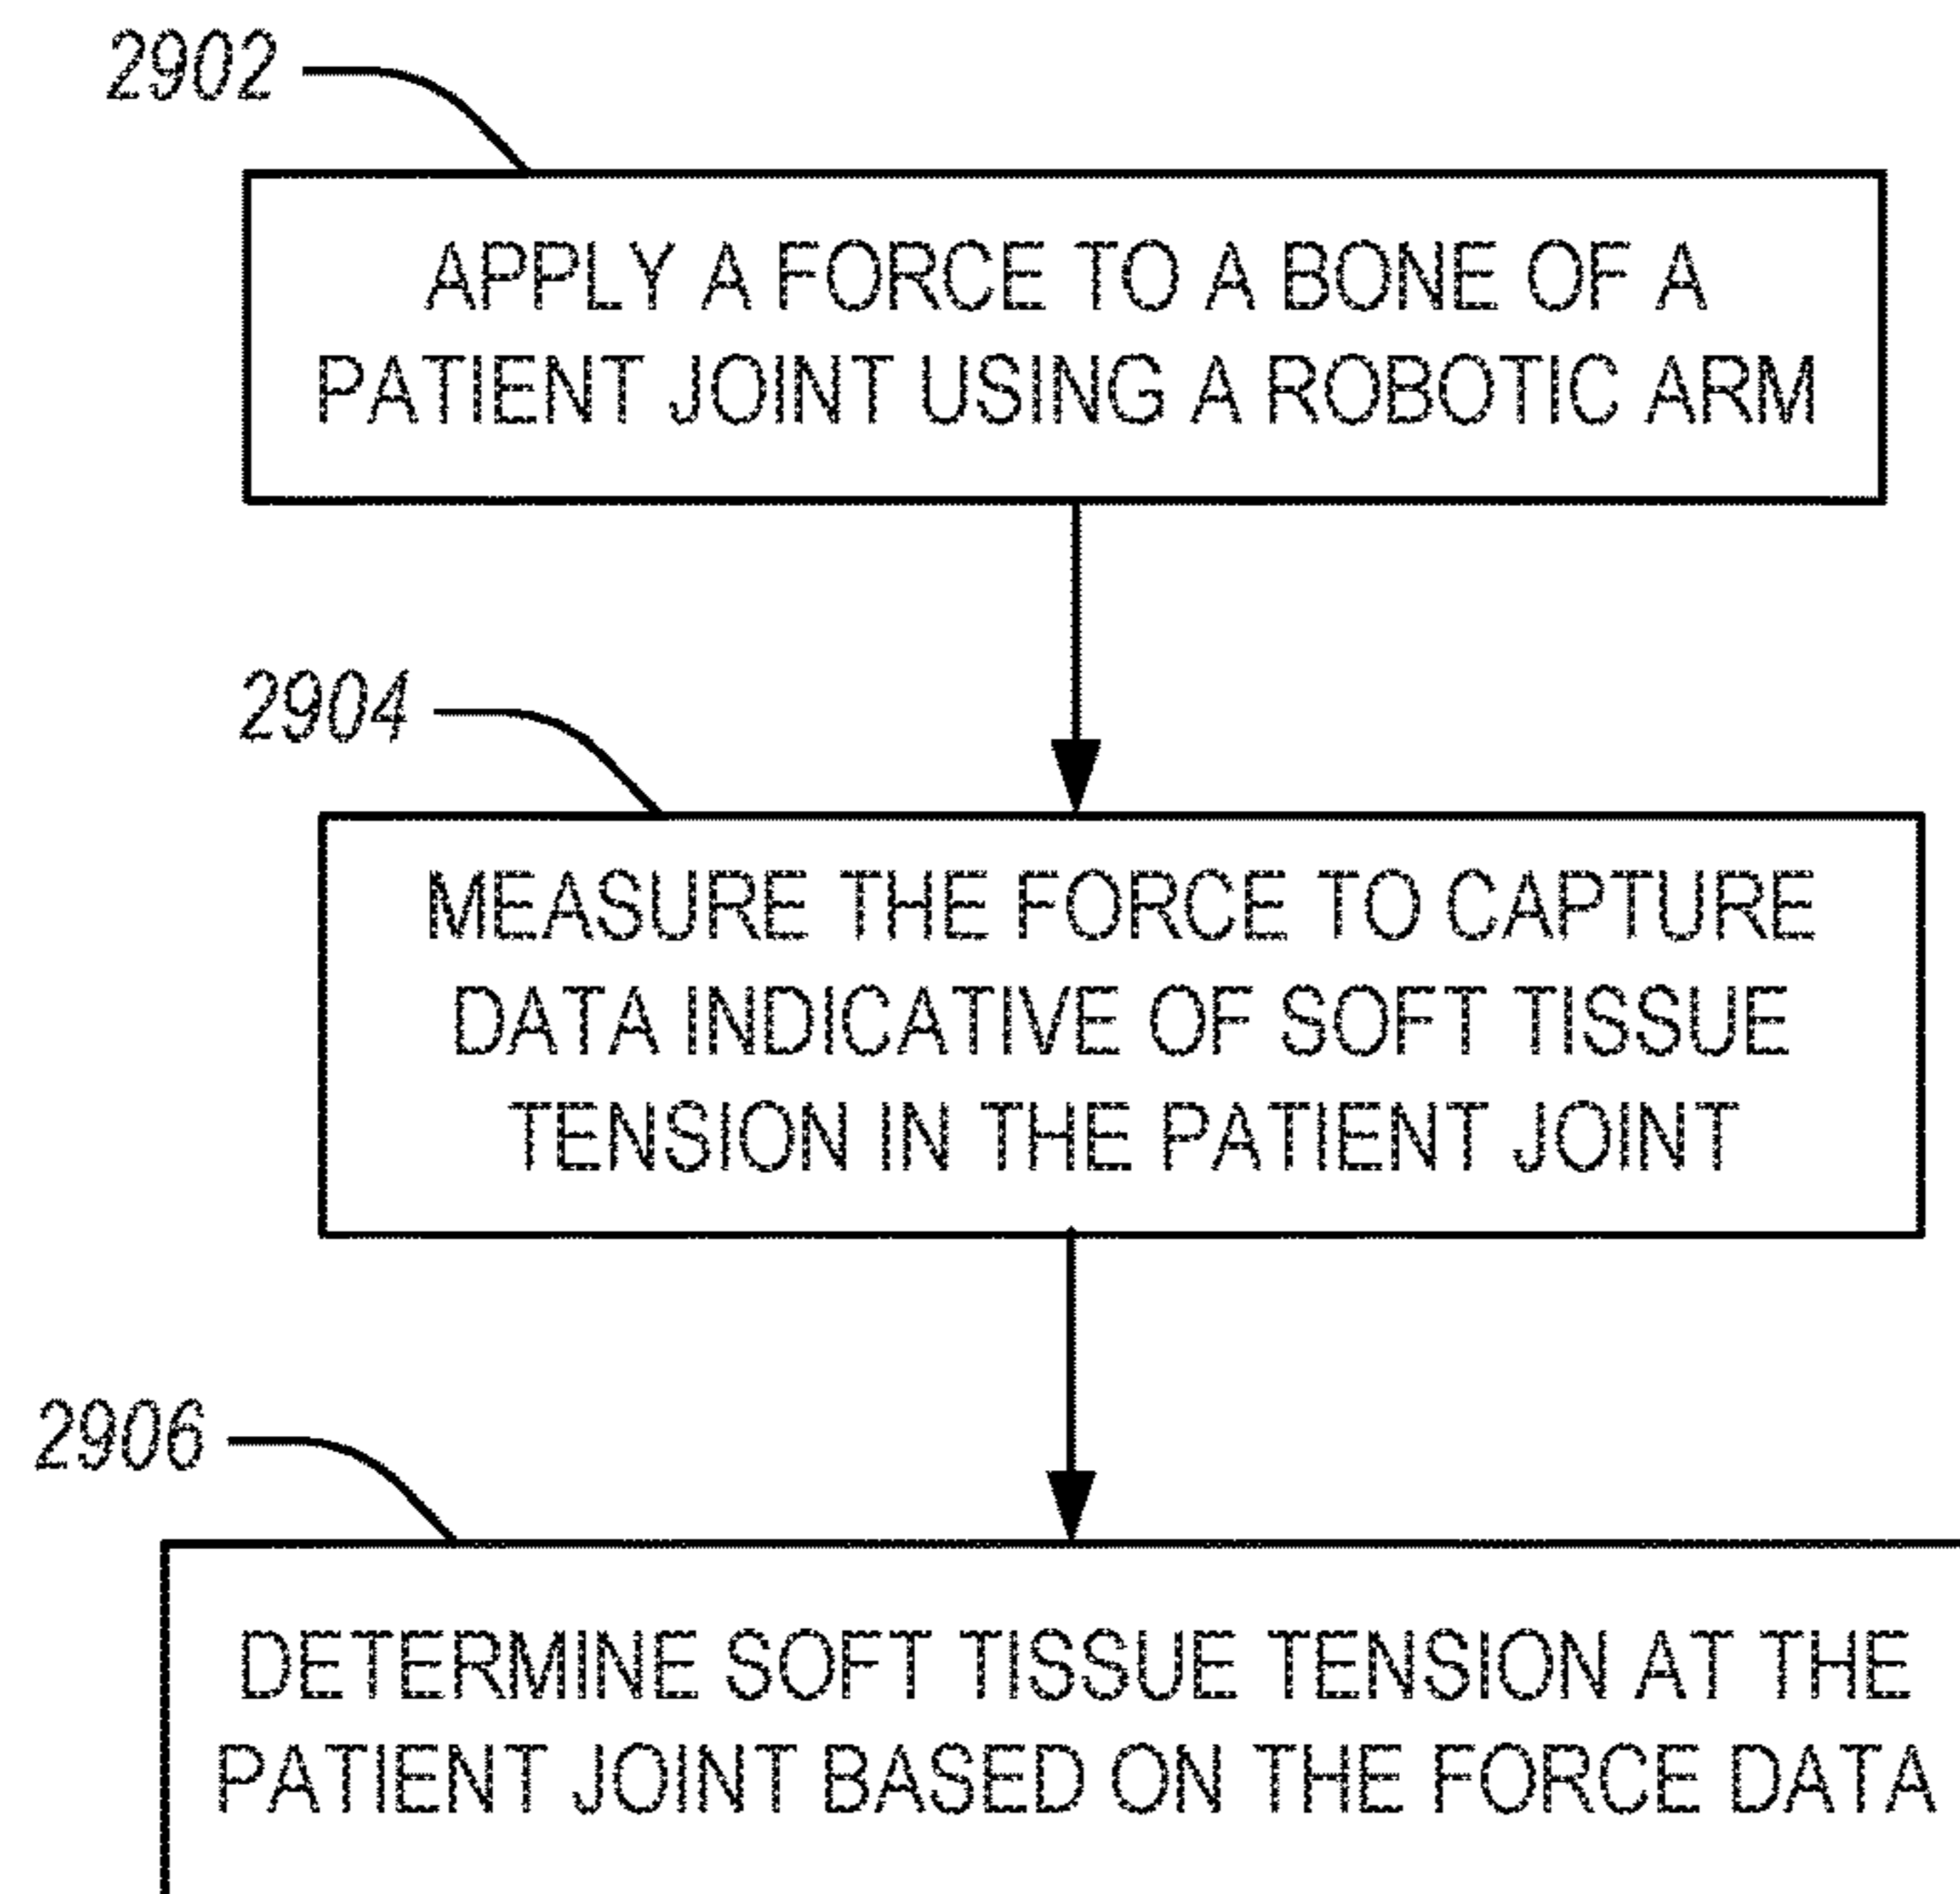 2902
APPLY A FORCE TO A BONE OF A
PATIENT JOINT USING A ROBOTIC ARM
2904
MEASURE THE FORCE TO CAPTURE
DATA INDICATIVE OF SOFT TISSUE
TENSION IN THE PATIENT JOINT
2906
DETERMINE SOFT TISSUE TENSION AT THE
PATIENT JOINT BASED ON THE FORCE DATA